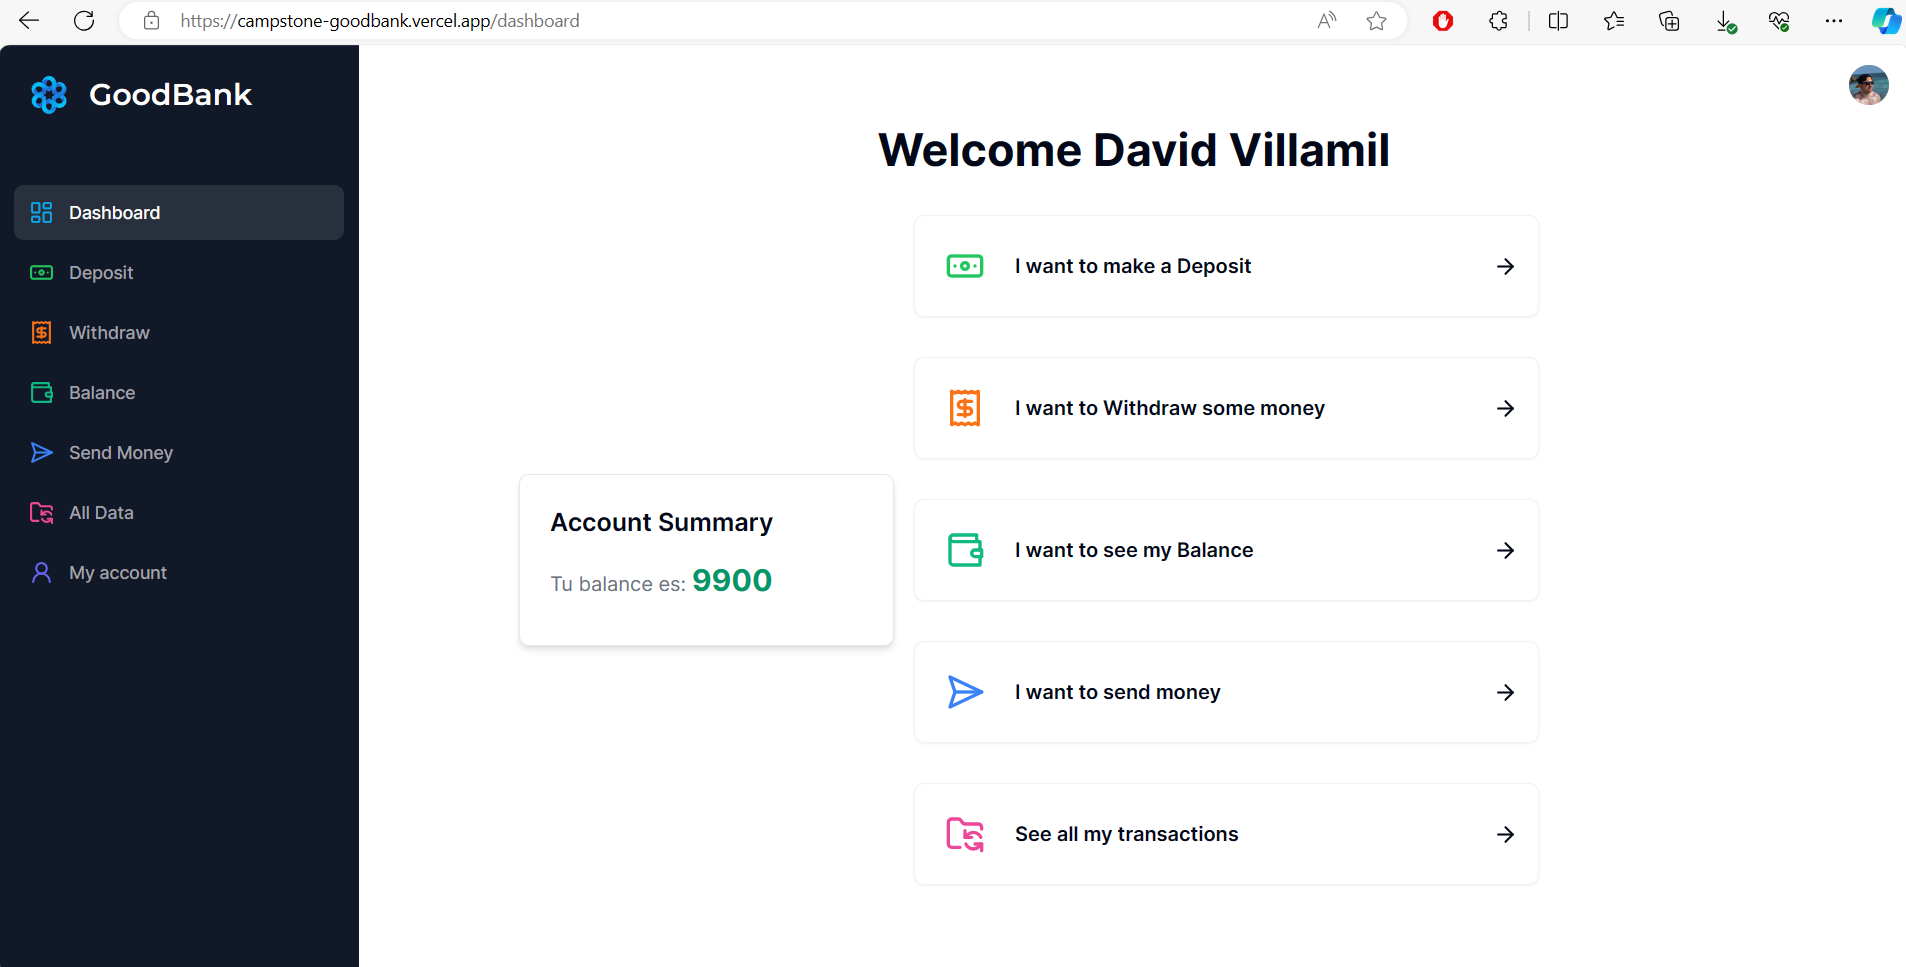 https://campstone-goodbank.vercel.app/dashboard
GoodBank
Dashboard
Deposit
Withdraw
Balance
Send Money
All Data
My account
Welcome David Villamil
Account Summary
Tu balance es: 9900
I want to make a Deposit
I want to Withdraw some money
I want to see my Balance
I want to send money
See all my transactions